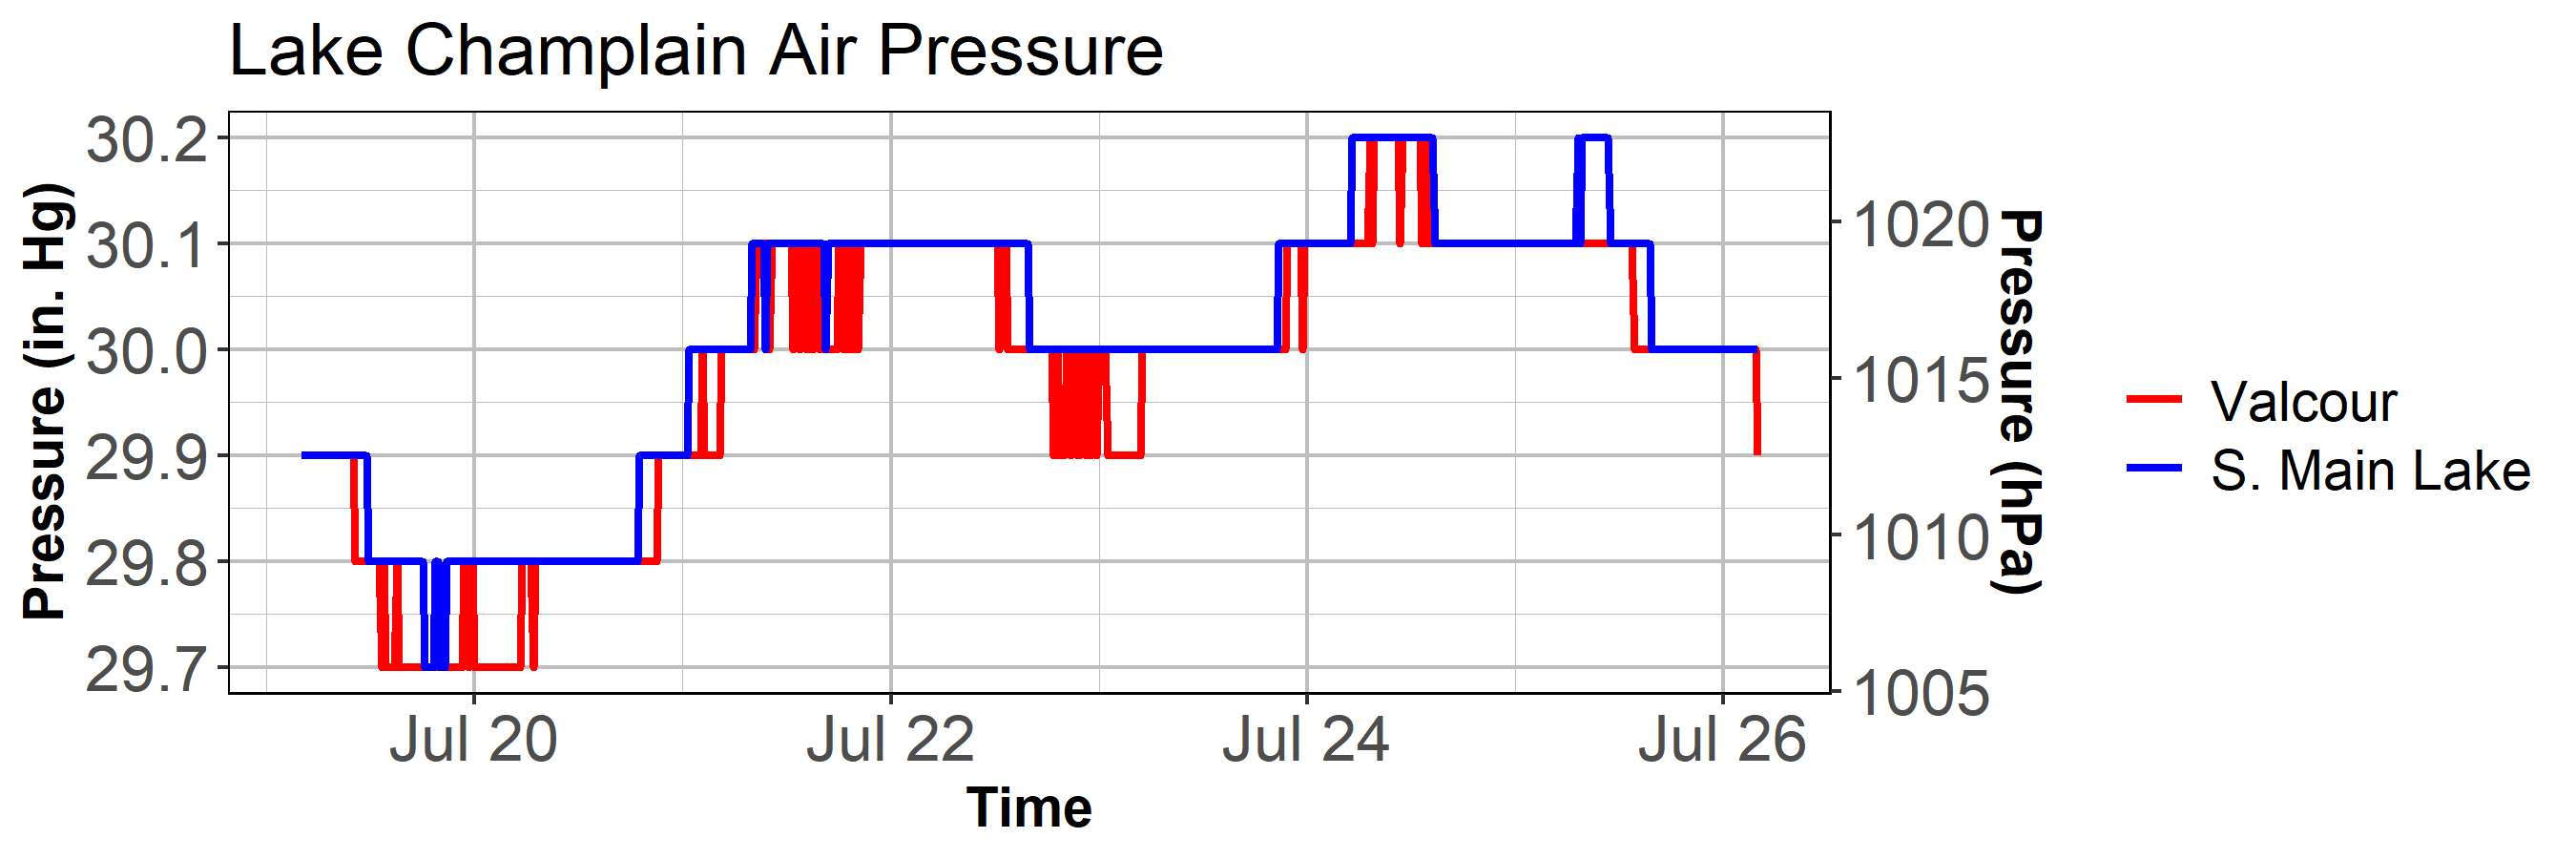 Lake Champlain Air Pressure
30.2
30.1
30.0
29.9
29.8
29.7
Pressure (in. Hg)
1020
1015
1010
1005
Pressure (hPa)
Jul 20 Jul 22 Jul 24 Jul 26
Time
Valcour
S. Main Lake